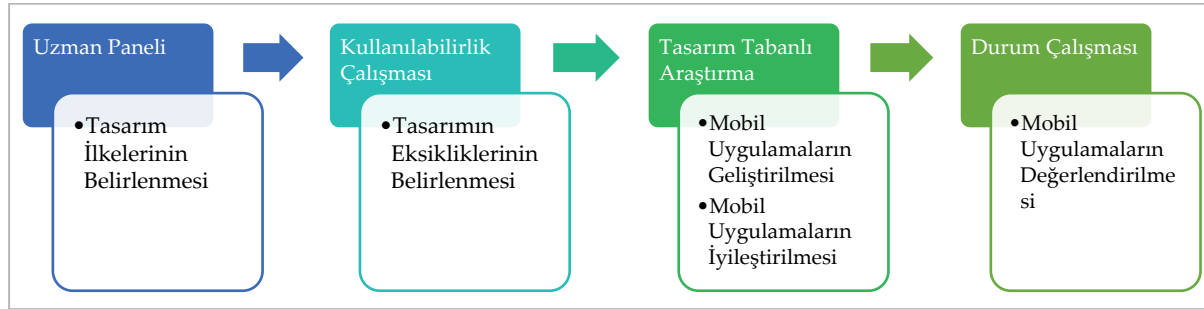 Uzman Paneli
•Tasarım
İlkelerinin
Belirlenmesi
Kullanılabilirlik
Çalışması
•Tasarımın
Eksikliklerinin
Belirlenmesi
Tasarım Tabanlı
Araştırma
•Mobil
Uygulamaların
Geliştirilmesi
•Mobil
Uygulamaların
İyileştirilmesi
Durum Çalışması
•Mobil
Uygulamaların
Değerlendirilme
si